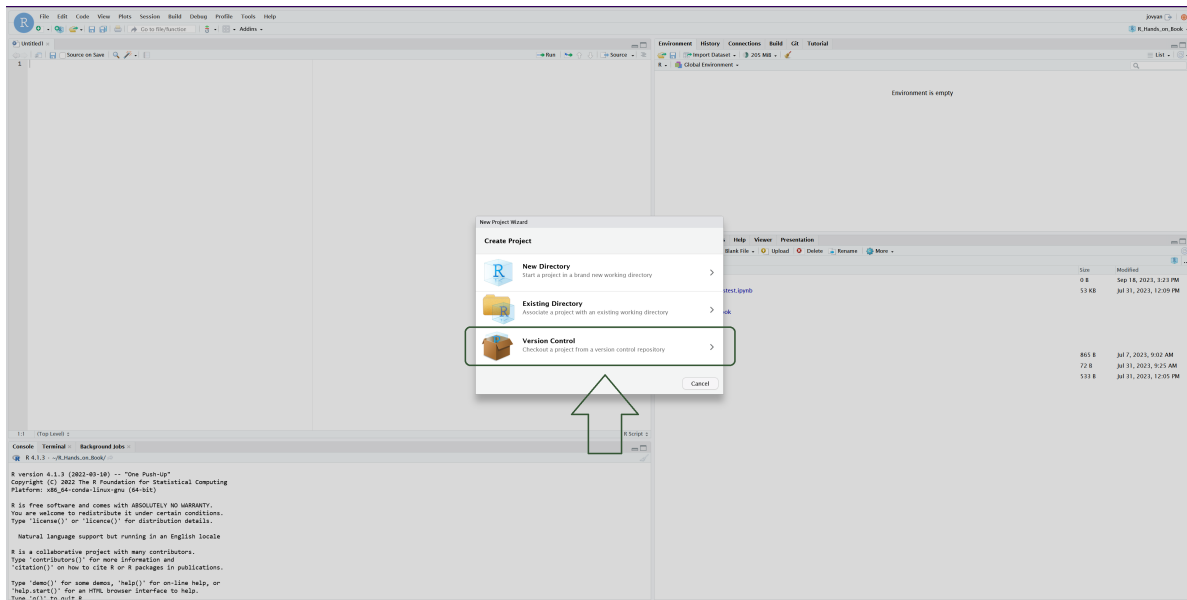 File Edit Code View Plots Session Build Debug Profile Tools Help
jovyan
Go to file/function
Addins
R_Hands_on_Book
Untitled1
Source on Save
Run
Source
1
1:1
(Top Level)
R Script
Console Terminal Background Jobs
R 4.1.3 · ~/R_Hands_on_Book/
R version 4.1.3 (2022-03-10) -- "One Push-Up"
Copyright (C) 2022 The R Foundation for Statistical Computing
Platform: x86_64-conda-linux-gnu (64-bit)
R is free software and comes with ABSOLUTELY NO WARRANTY.
You are welcome to redistribute it under certain conditions.
Type 'license()' or 'licence()' for distribution details.
Natural language support but running in an English locale
R is a collaborative project with many contributors.
Type 'contributors()' for more information and
'citation()' on how to cite R or R packages in publications.
Type 'demo()' for some demos, 'help()' for on-line help, or
'help.start()' for an HTML browser interface to help.
Type 'q()' to quit R.
Environment History Connections Build Git Tutorial
Import Dataset
205 MiB
List
R
Global Environment
Environment is empty
New Project Wizard
Create Project
R
New Directory
Start a project in a brand new working directory
Existing Directory
Associate a project with an existing working directory
Version Control
Checkout a project from a version control repository
Cancel
Help Viewer Presentation
Blank File Upload Delete Rename More
Size Modified
0 B Sep 18, 2023, 3:23 PM
test.ipynb 53 KB Jul 31, 2023, 12:09 PM
ok
865 B Jul 7, 2023, 9:02 AM
72 B Jul 31, 2023, 9:25 AM
533 B Jul 31, 2023, 12:05 PM